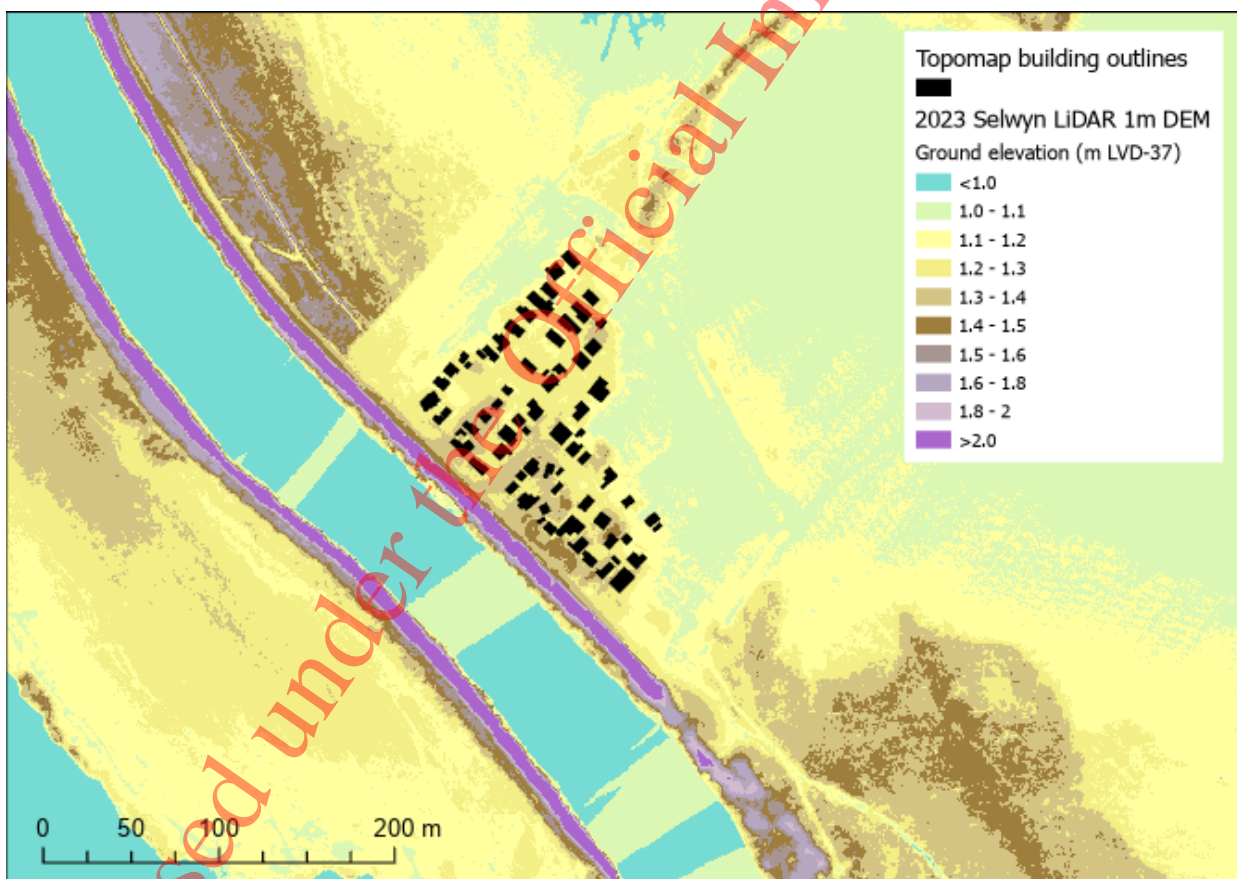 Topomap building outlines
2023 Selwyn LiDAR 1m DEM
Ground elevation (m LVD-37)
<1.0
1.0 - 1.1
1.1 - 1.2
1.2 - 1.3
1.3 - 1.4
1.4 - 1.5
1.5 - 1.6
1.6 - 1.8
1.8 - 2
>2.0
0 50 100 200 m
sed under the Official In